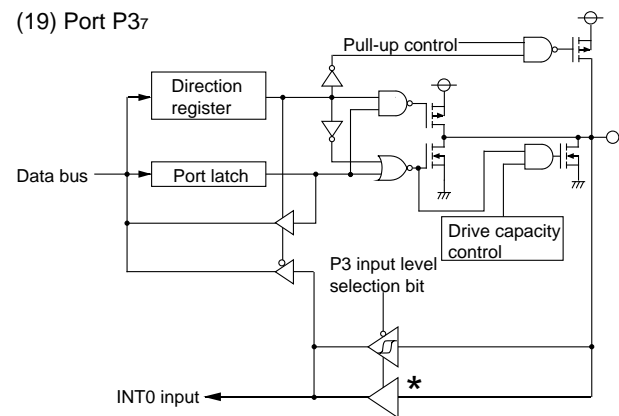 (19) Port P3₇
Pull-up control
Direction
register
Data bus
Port latch
Drive capacity
control
P3 input level
selection bit
*
INT0 input